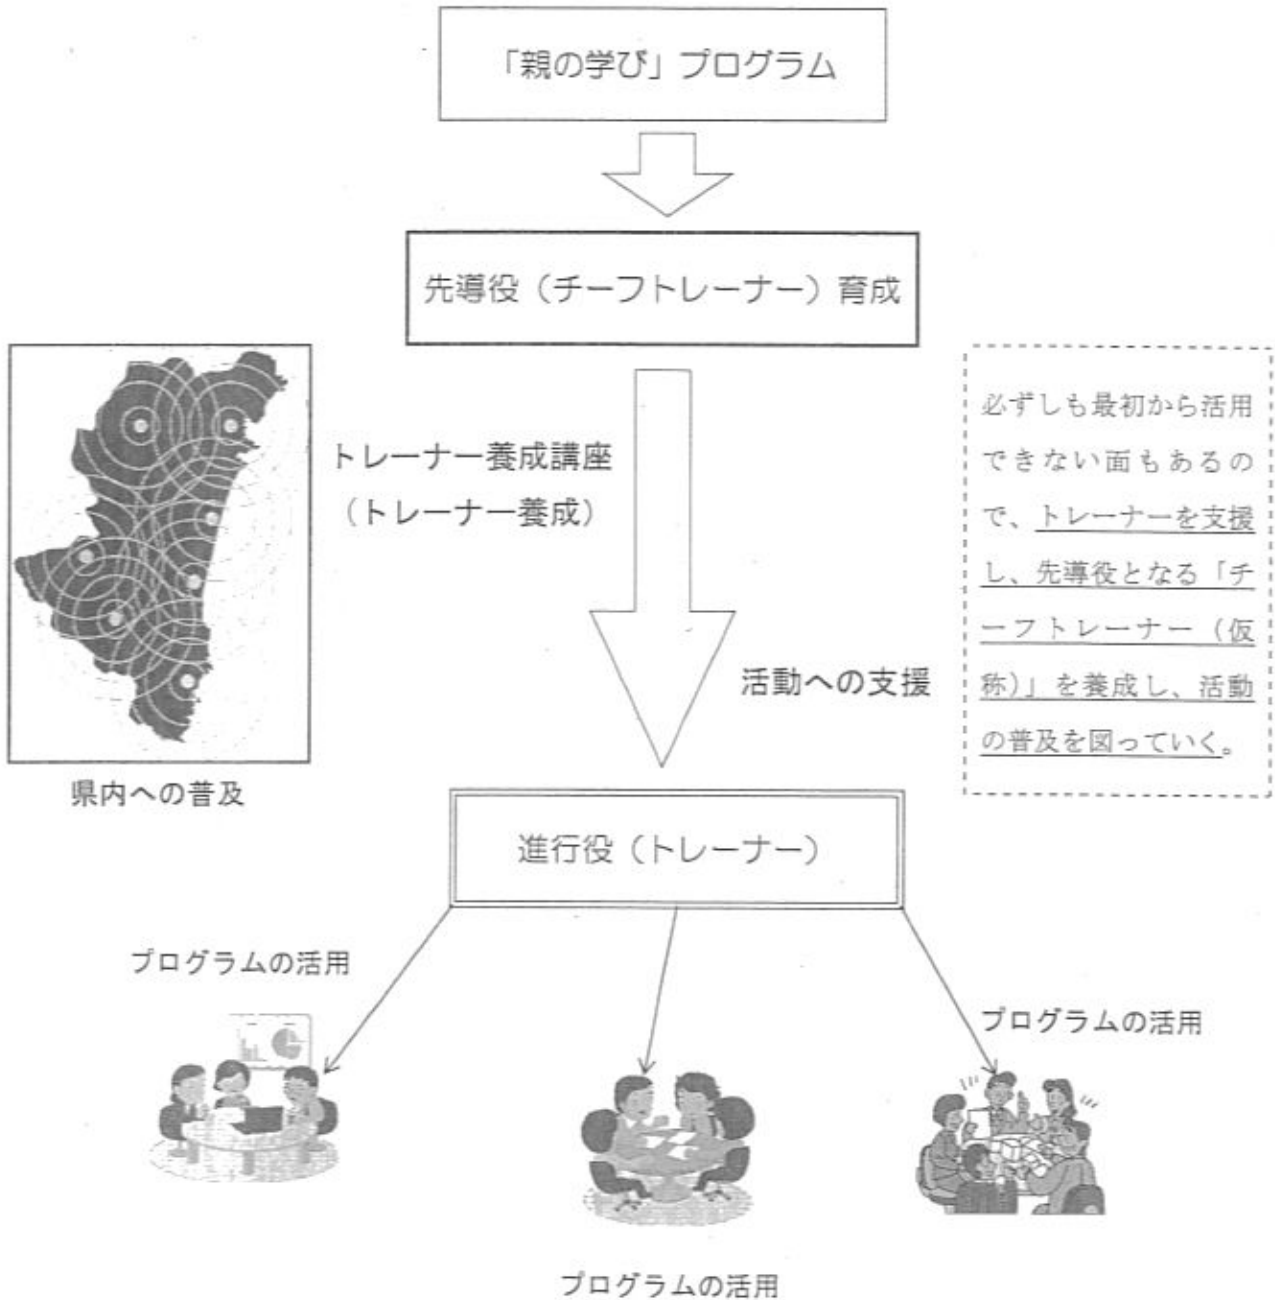 「親の学び」プログラム
先導役（チーフトレーナー）育成
トレーナー養成講座
（トレーナー養成）
必ずしも最初から活用
できない面もあるの
で、トレーナーを支援
し、先導役となる「チ
ーフトレーナー（仮
称）」を養成し、活動
の普及を図っていく。
活動への支援
県内への普及
進行役（トレーナー）
プログラムの活用
プログラムの活用
プログラムの活用